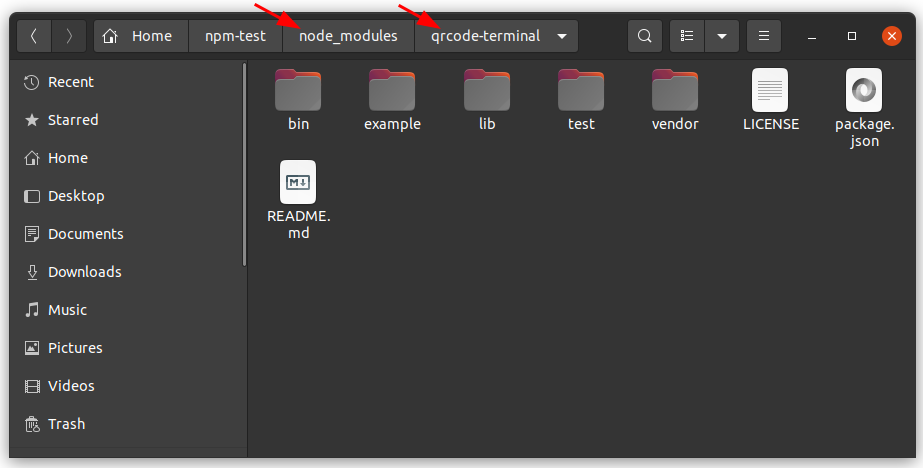 Home npm-test node_modules qrcode-terminal
Recent
Starred
Home
Desktop
Documents
Downloads
Music
Pictures
Videos
Trash
bin example lib test vendor LICENSE package.
json
M
README.
md